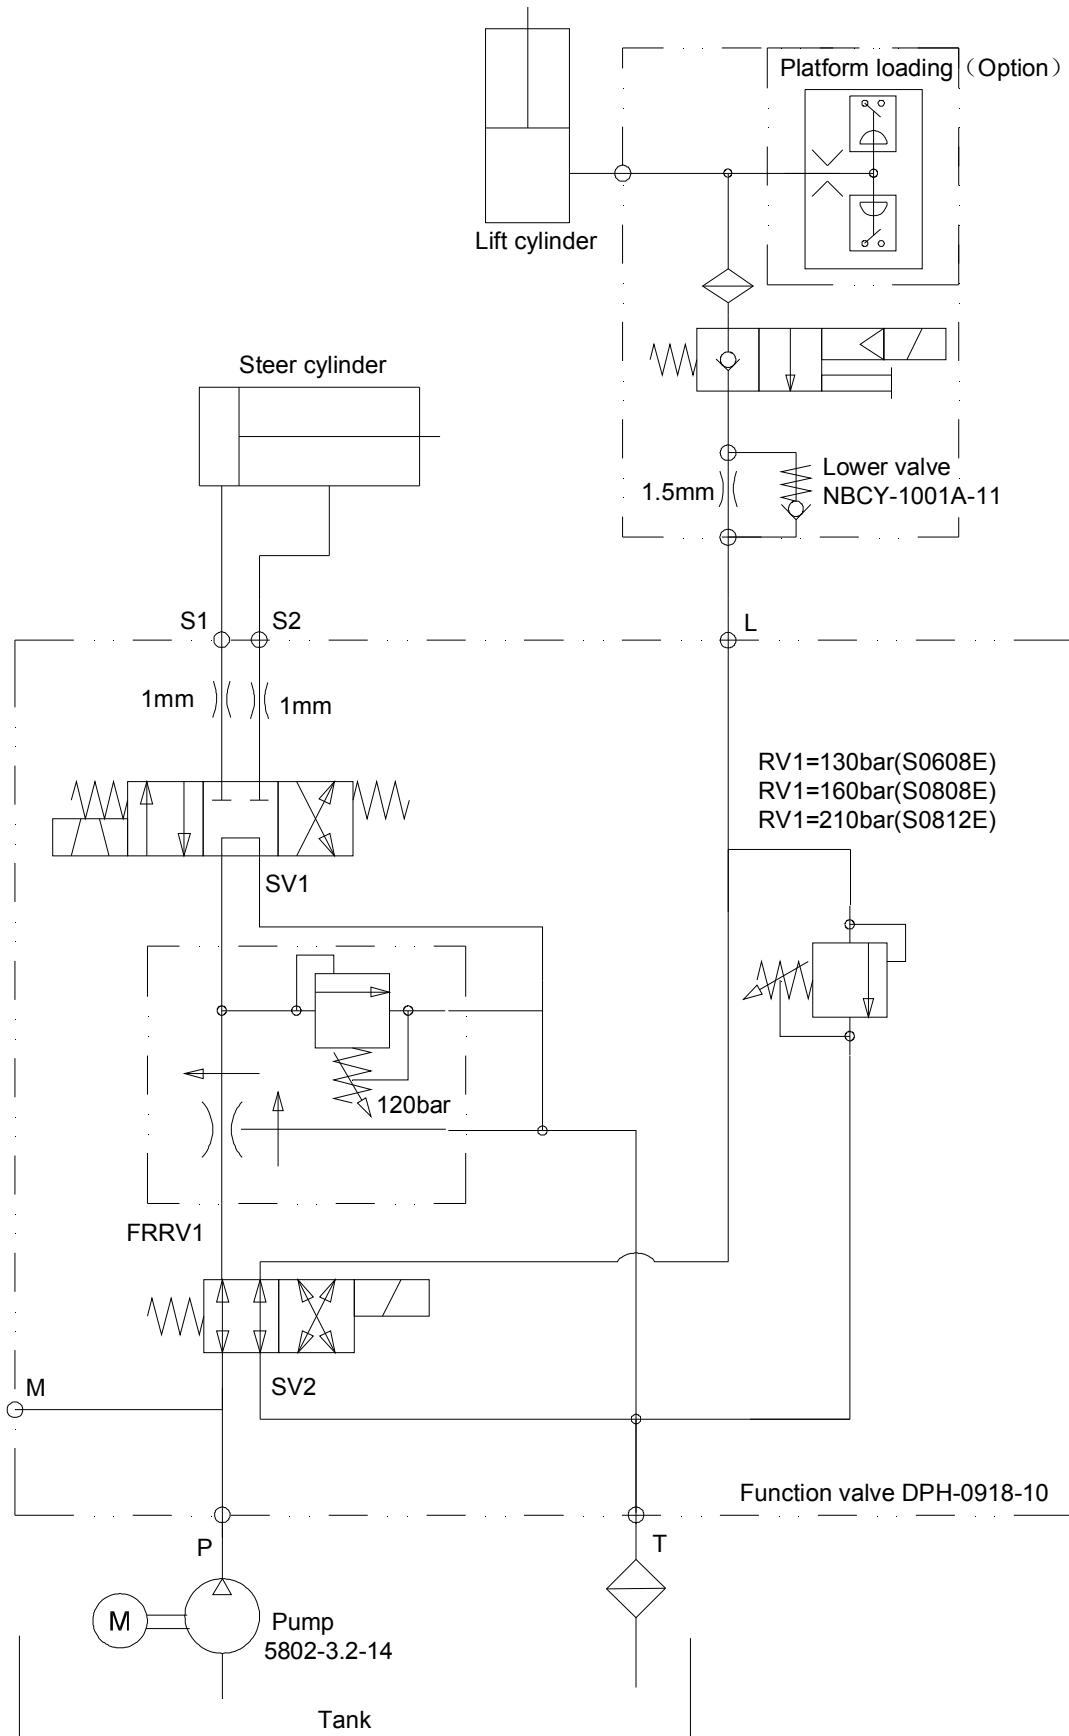 Platform loading（Option）
Lift cylinder
Steer cylinder
Lower valve
NBCY-1001A-11
1.5mm
S1
S2
L
1mm
1mm
RV1=130bar(S0608E)
RV1=160bar(S0808E)
RV1=210bar(S0812E)
SV1
120bar
FRRV1
SV2
M
Function valve DPH-0918-10
P
T
M
Pump
5802-3.2-14
Tank